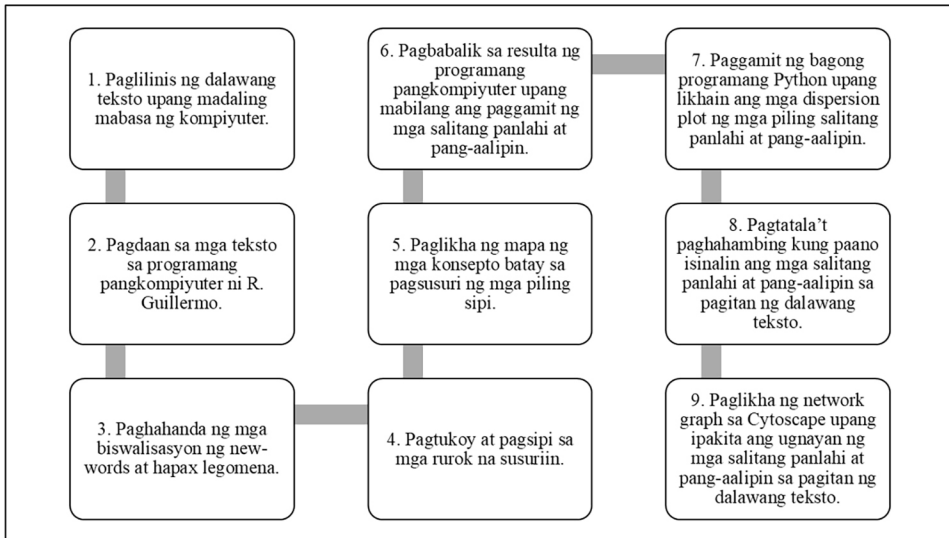 1. Paglilinis ng dalawang
teksto upang madaling
mabasa ng kompiyuter.
2. Pagdaan sa mga teksto
sa programang
pangkompiyuter ni R.
Guillermo.
3. Paghahanda ng mga
biswalisasyon ng new-
words at hapax legomena.
4. Pagtukoy at pagsipi sa
mga rurok na susuriin.
5. Paglikha ng mapa ng
mga konsepto batay sa
pagsusuri ng mga piling
sipi.
6. Pagbabalik sa resulta ng
programang
pangkompiyuter upang
mabilang ang paggamit ng
mga salitang panlahi at
pang-aalipin.
7. Paggamit ng bagong
programang Python upang
likhain ang mga dispersion
plot ng mga piling salitang
panlahi at pang-aalipin.
8. Pagtatala’t
paghahambing kung paano
isinalin ang mga salitang
panlahi at pang-aalipin sa
pagitan ng dalawang
teksto.
9. Paglikha ng network
graph sa Cytoscape upang
ipakita ang ugnayan ng
mga salitang panlahi at
pang-aalipin sa pagitan ng
dalawang teksto.